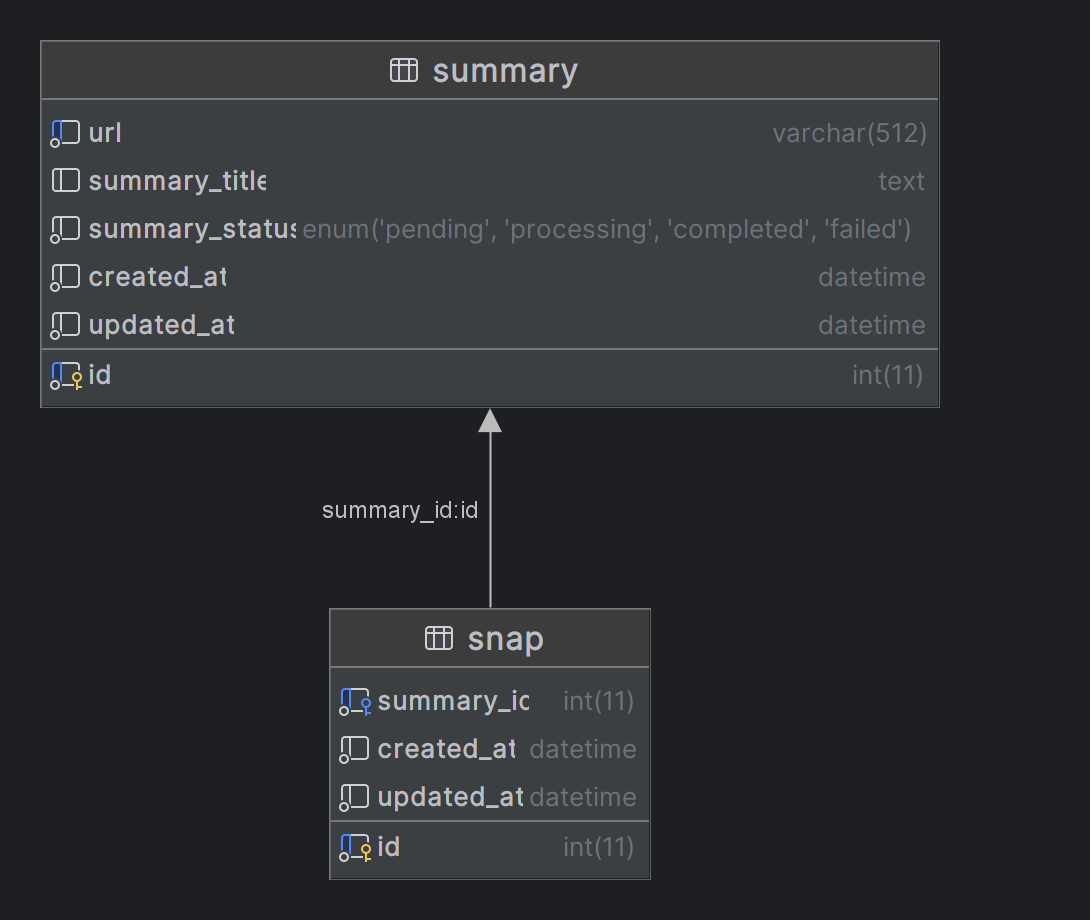 summary
url varchar(512)
summary_title text
summary_status enum('pending', 'processing', 'completed', 'failed')
created_at datetime
updated_at datetime
id int(11)
summary_id:id
snap
summary_id int(11)
created_at datetime
updated_at datetime
id int(11)